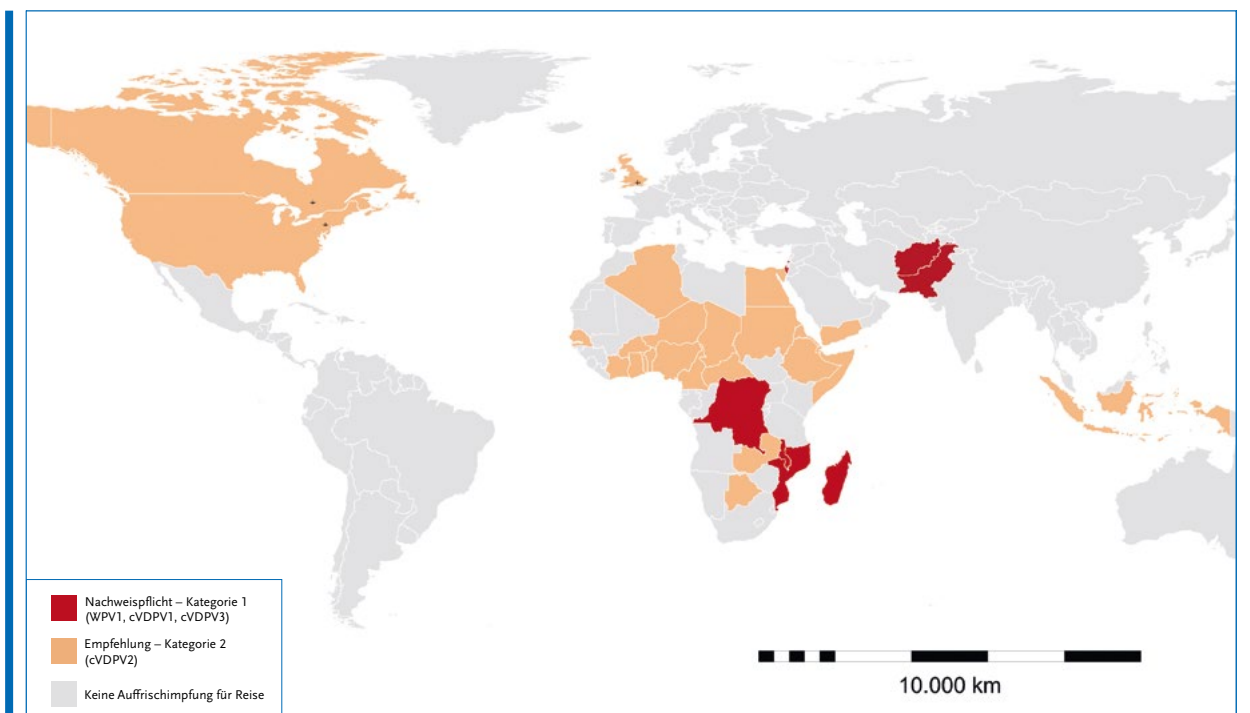 Nachweispflicht – Kategorie 1
(WPV1, cVDPV1, cVDPV3)
Empfehlung – Kategorie 2
(cVDPV2)
Keine Auffrischimpfung für Reise
10.000 km